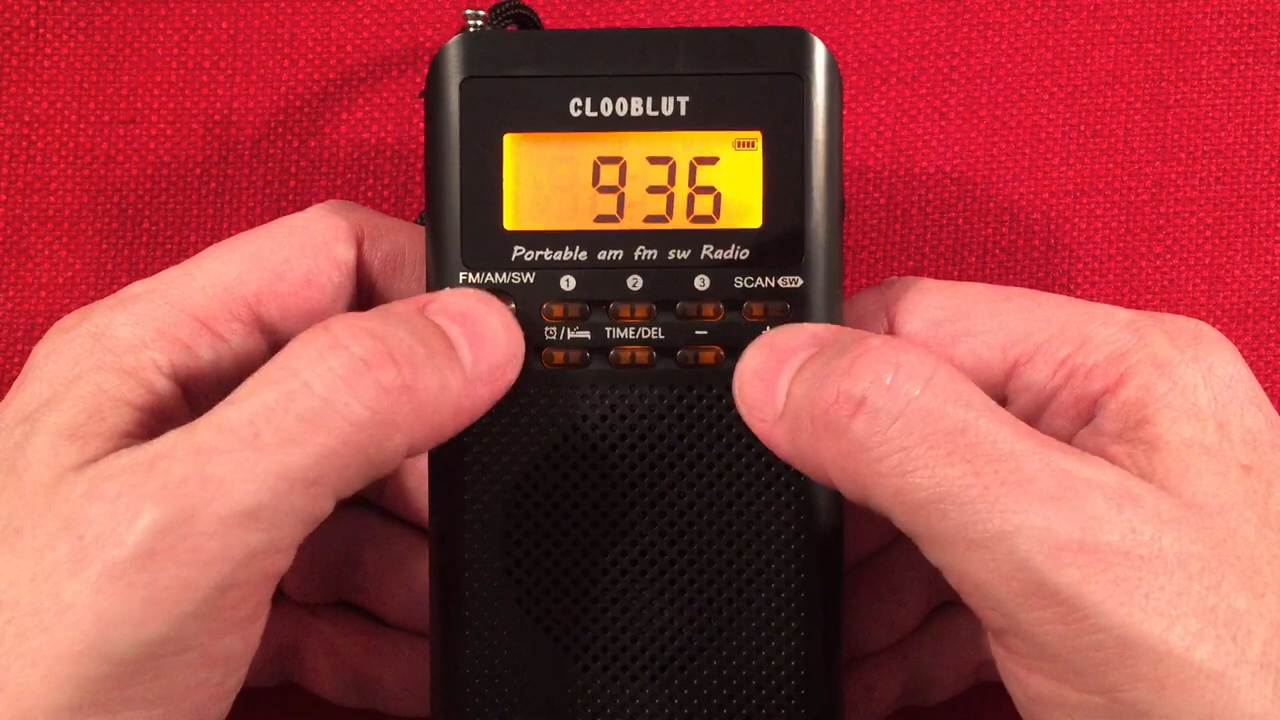 CLOOBLUT
936
Portable am fm sw Radio
FM/AM/SW 1 2 3 SCAN SW
/ TIME/DEL − +